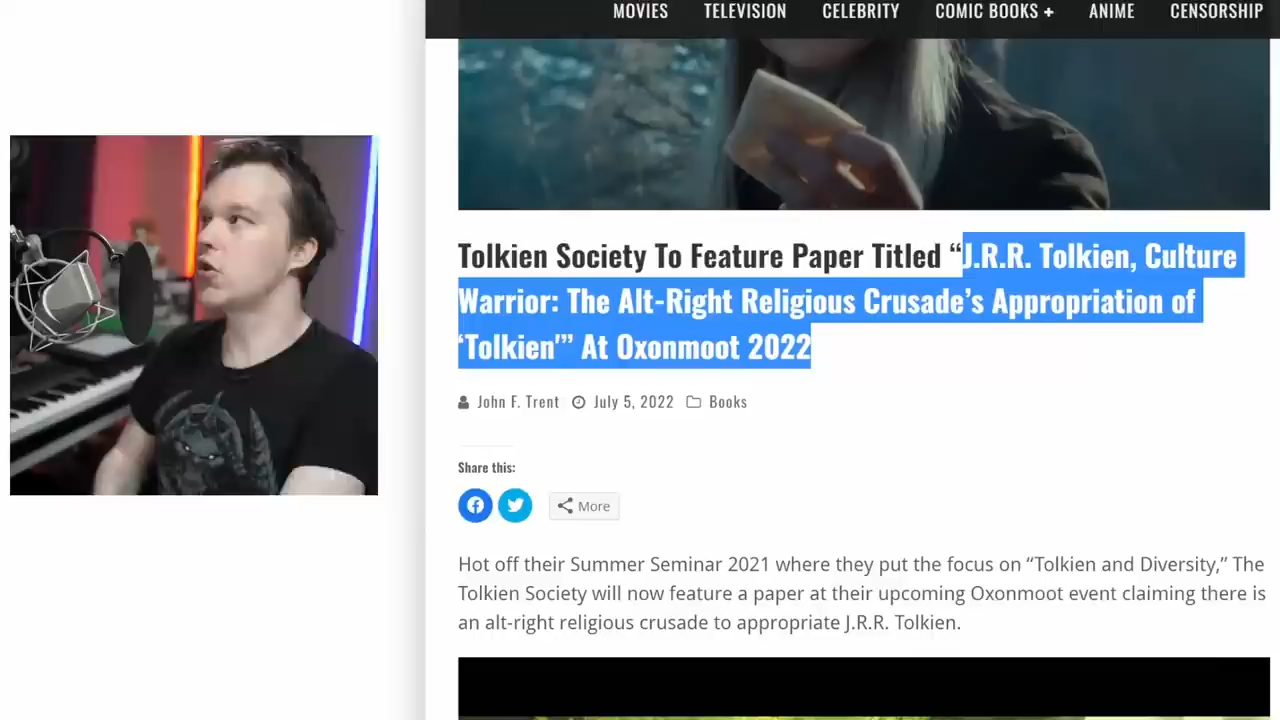 MOVIES TELEVISION CELEBRITY COMIC BOOKS + ANIME CENSORSHIP
Tolkien Society To Feature Paper Titled “J.R.R. Tolkien, Culture
Warrior: The Alt-Right Religious Crusade’s Appropriation of
‘Tolkien’” At Oxonmoot 2022
John F. Trent July 5, 2022 Books
Share this:
More
Hot off their Summer Seminar 2021 where they put the focus on “Tolkien and Diversity,” The
Tolkien Society will now feature a paper at their upcoming Oxonmoot event claiming there is
an alt-right religious crusade to appropriate J.R.R. Tolkien.